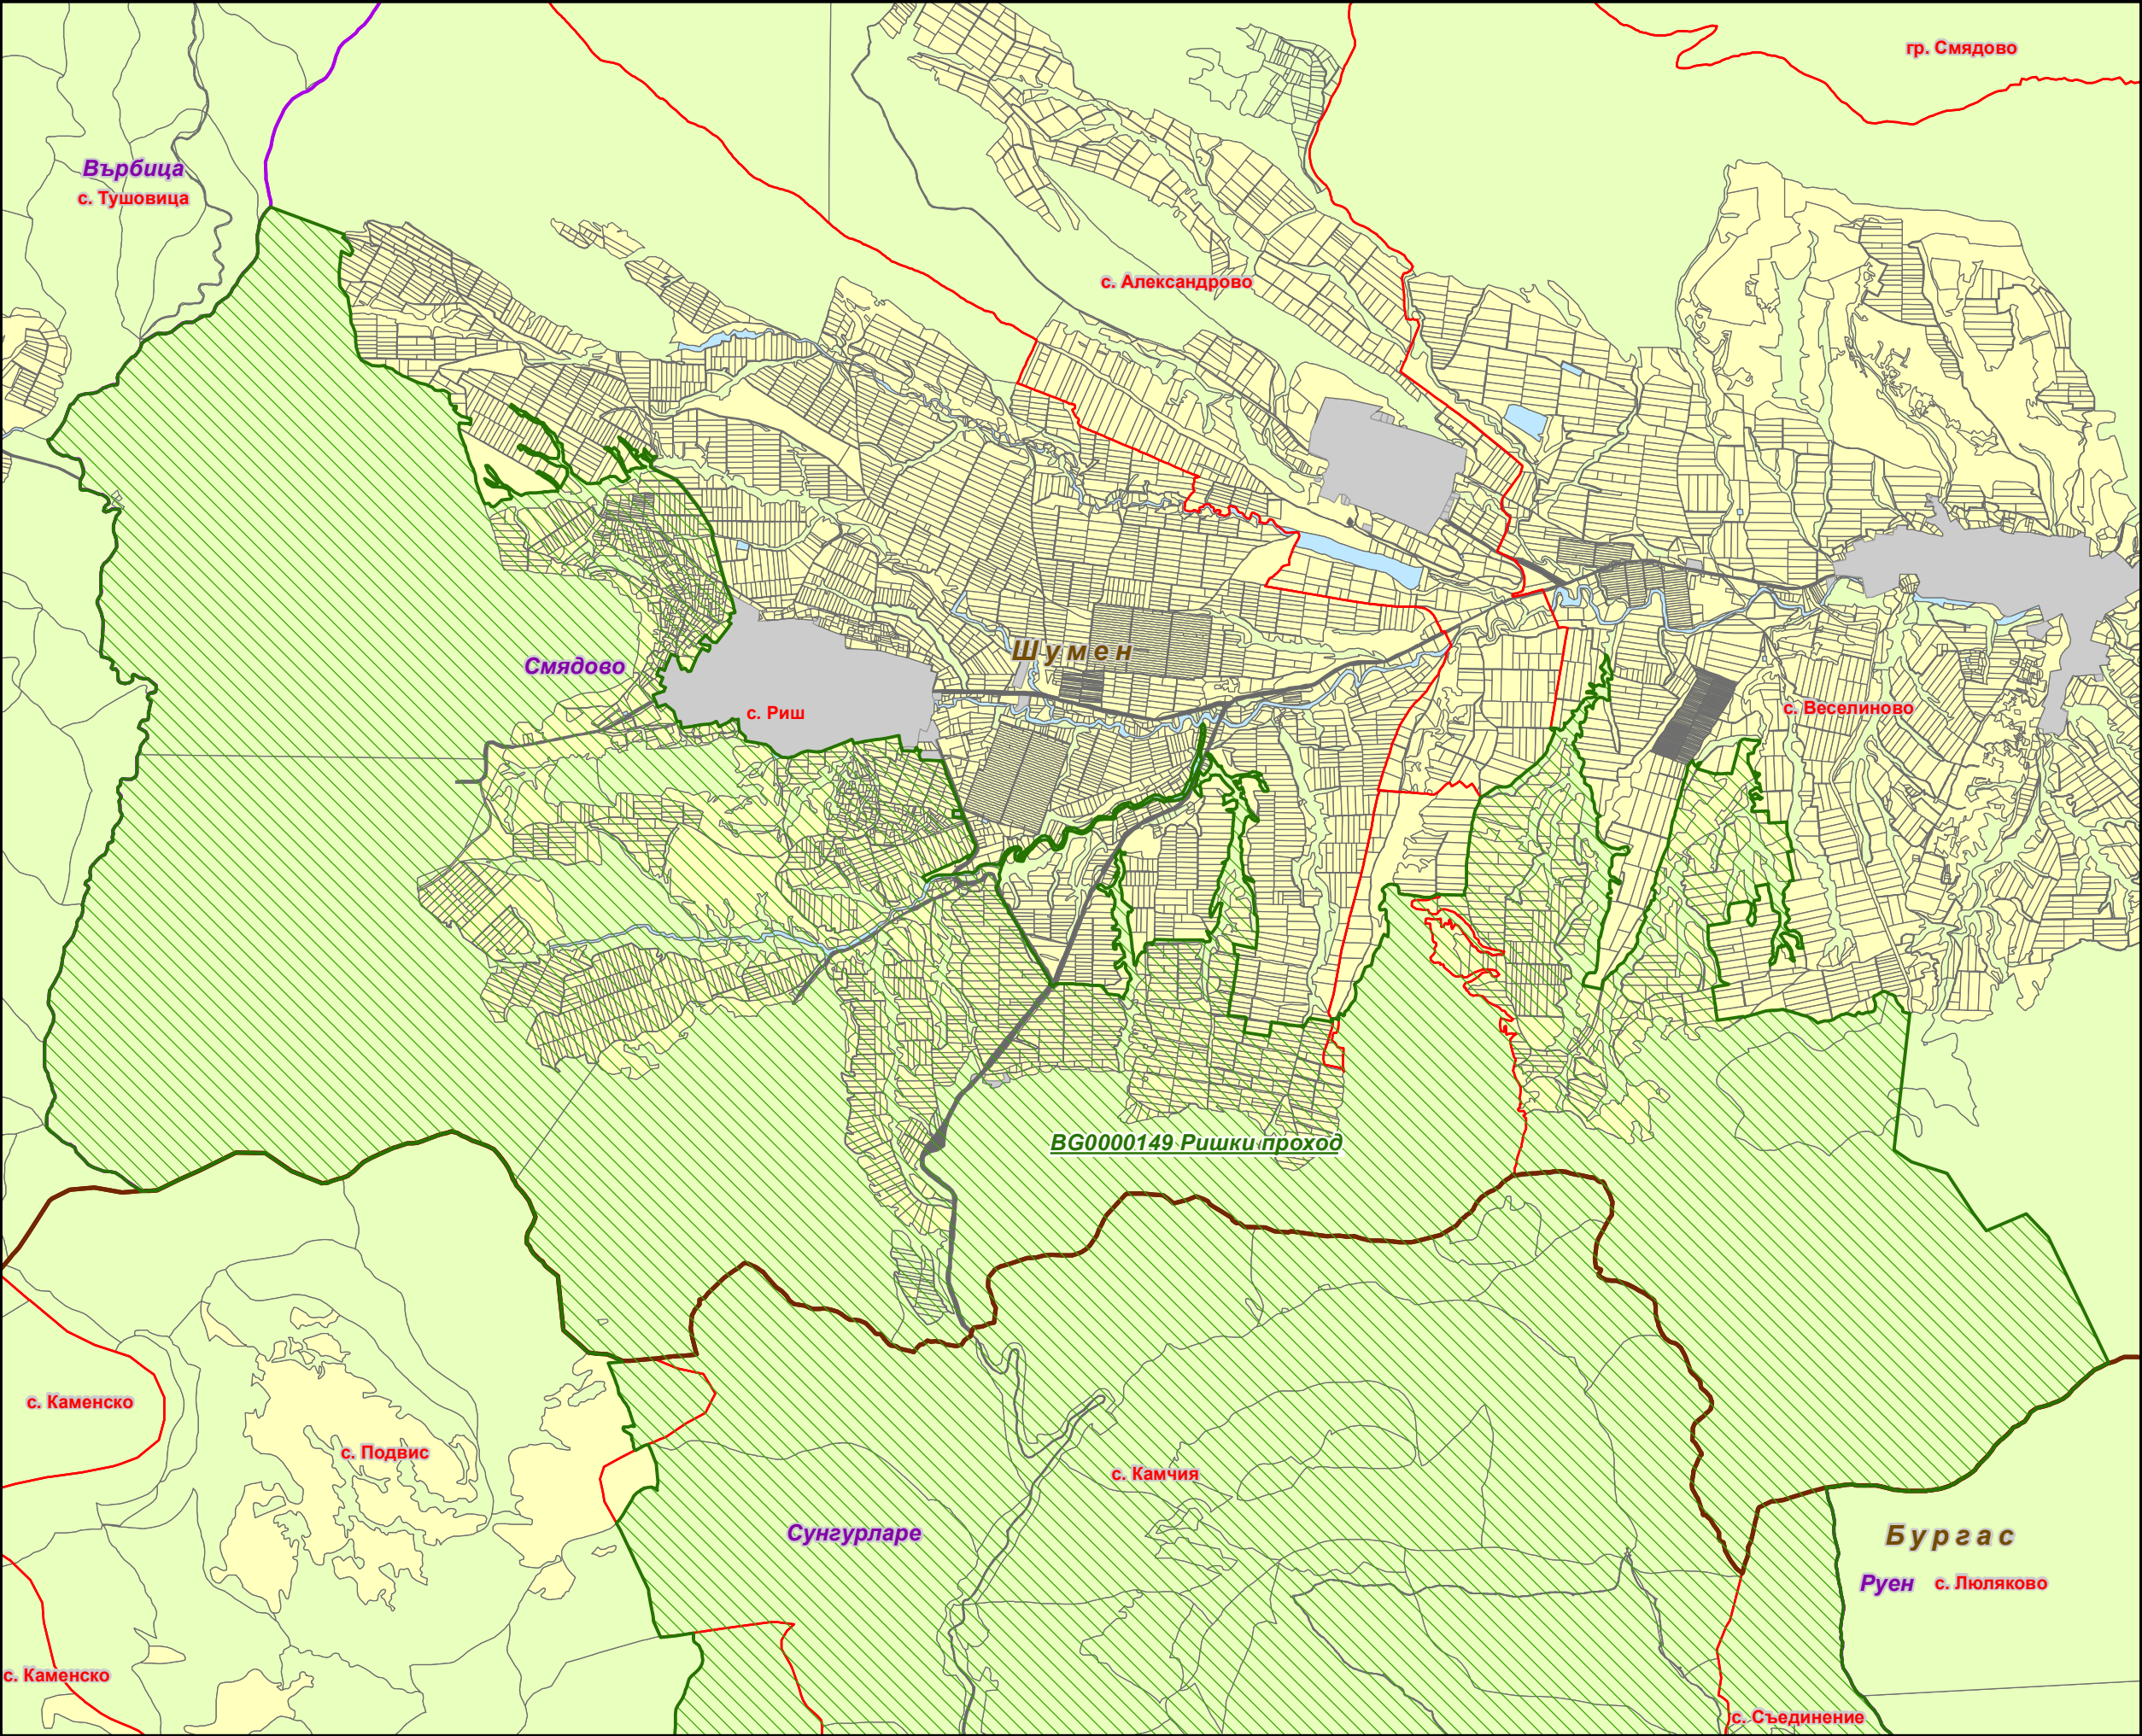 гр. Смядово
Върбица
с. Тушовица
с. Александрово
Шумен
Смядово
с. Риш
с. Веселиново
BG0000149 Ришки проход
с. Каменско
с. Подвис
с. Камчия
Сунгурларе
Бургас
Руен
с. Люляково
с. Каменско
с. Съединение